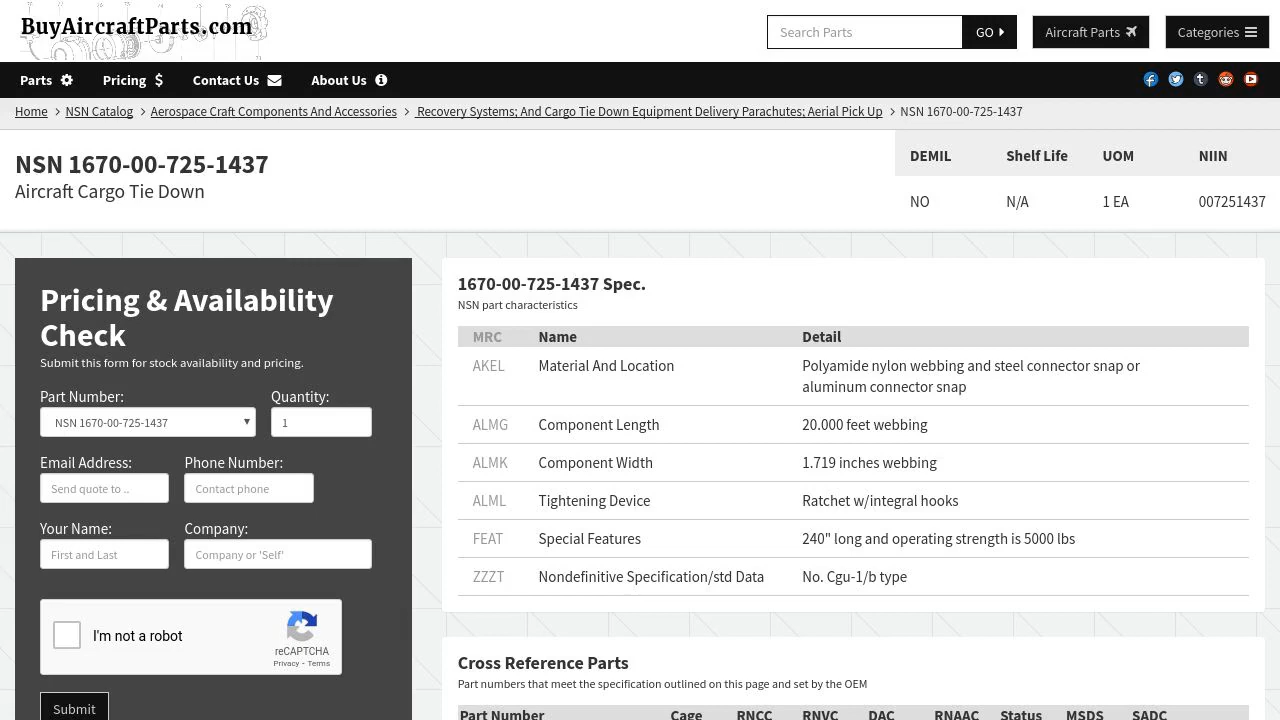 BuyAircraftParts.com
Search Parts
GO
Aircraft Parts
Categories
Parts
Pricing
Contact Us
About Us
Home > NSN Catalog > Aerospace Craft Components And Accessories > Recovery Systems; And Cargo Tie Down Equipment Delivery Parachutes; Aerial Pick Up > NSN 1670-00-725-1437
NSN 1670-00-725-1437
Aircraft Cargo Tie Down
DEMIL Shelf Life UOM NIIN
NO N/A 1 EA 007251437
Pricing & Availability
Check
Submit this form for stock availability and pricing.
Part Number: Quantity:
NSN 1670-00-725-1437 1
Email Address: Phone Number:
Send quote to .. Contact phone
Your Name: Company:
First and Last Company or 'Self'
I'm not a robot
reCAPTCHA
Privacy - Terms
Submit
1670-00-725-1437 Spec.
NSN part characteristics
MRC Name Detail
AKEL Material And Location Polyamide nylon webbing and steel connector snap or
aluminum connector snap
ALMG Component Length 20.000 feet webbing
ALMK Component Width 1.719 inches webbing
ALML Tightening Device Ratchet w/integral hooks
FEAT Special Features 240" long and operating strength is 5000 lbs
ZZZT Nondefinitive Specification/std Data No. Cgu-1/b type
Cross Reference Parts
Part numbers that meet the specification outlined on this page and set by the OEM
Part Number Cage RNCC RNVC DAC RNAAC Status MSDS SADC